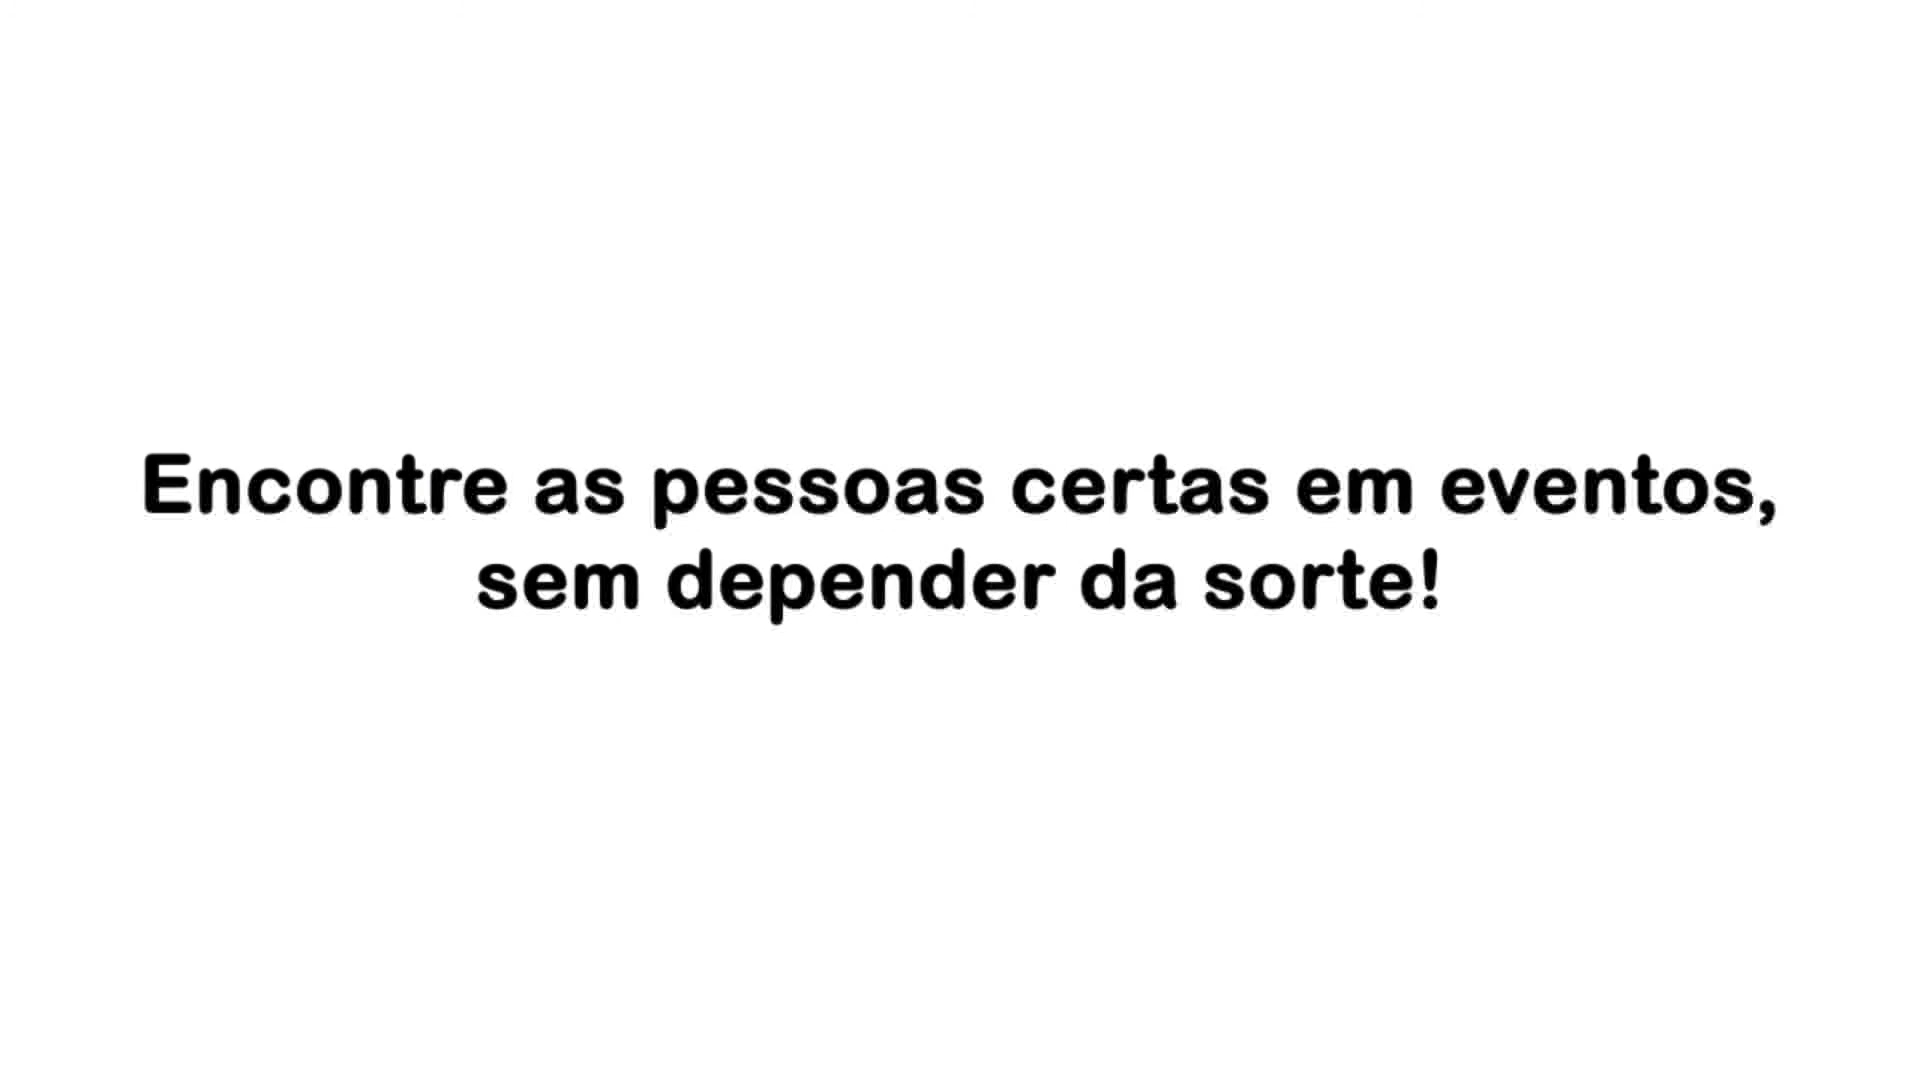 Encontre as pessoas certas em eventos,
sem depender da sorte!